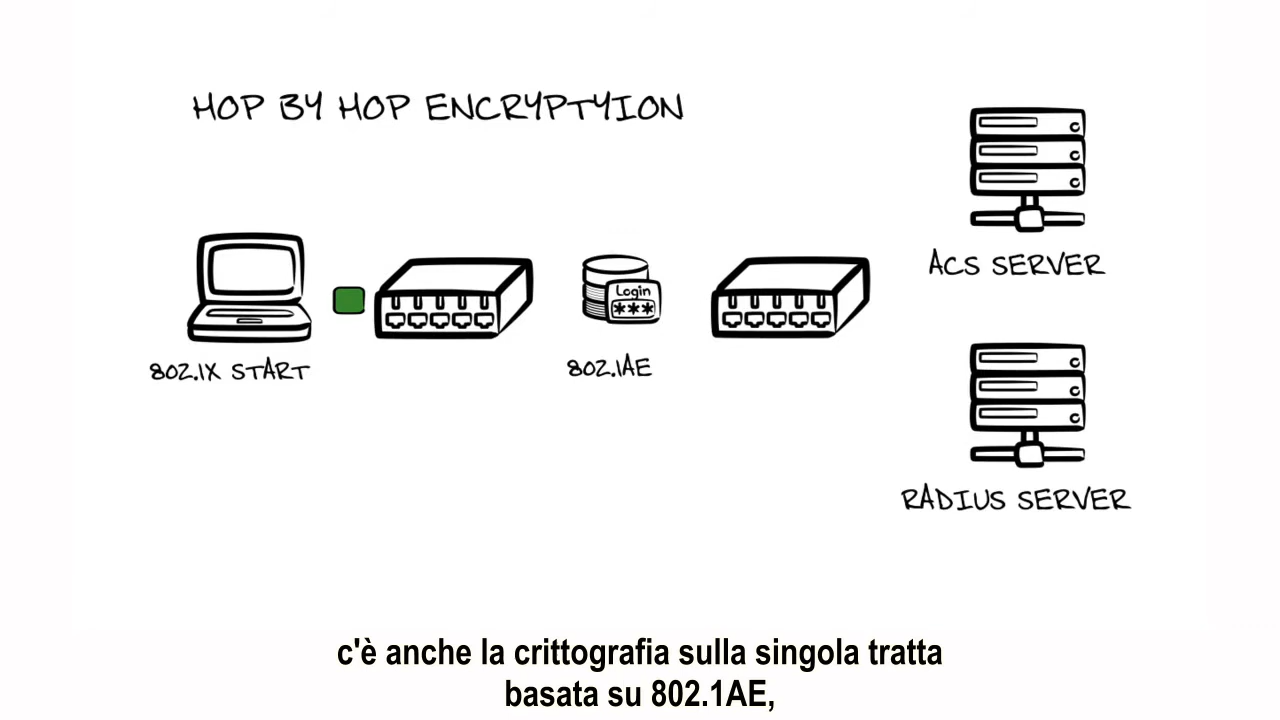 HOP BY HOP ENCRYPTYION
ACS SERVER
Login
***
802.1X START
802.1AE
RADIUS SERVER
c'è anche la crittografia sulla singola tratta
basata su 802.1AE,